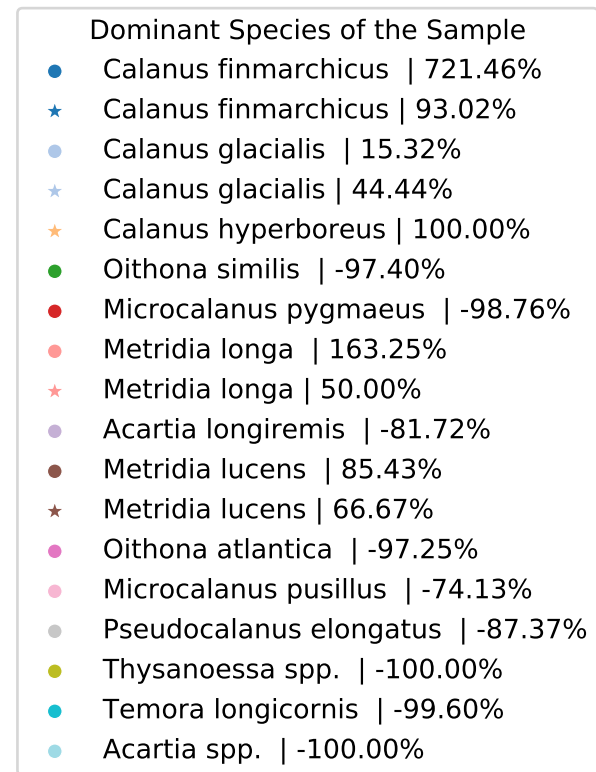 Dominant Species of the Sample
Calanus finmarchicus | 721.46%
Calanus finmarchicus | 93.02%
Calanus glacialis | 15.32%
Calanus glacialis | 44.44%
Calanus hyperboreus | 100.00%
Oithona similis | -97.40%
Microcalanus pygmaeus | -98.76%
Metridia longa | 163.25%
Metridia longa | 50.00%
Acartia longiremis | -81.72%
Metridia lucens | 85.43%
Metridia lucens | 66.67%
Oithona atlantica | -97.25%
Microcalanus pusillus | -74.13%
Pseudocalanus elongatus | -87.37%
Thysanoessa spp. | -100.00%
Temora longicornis | -99.60%
Acartia spp. | -100.00%